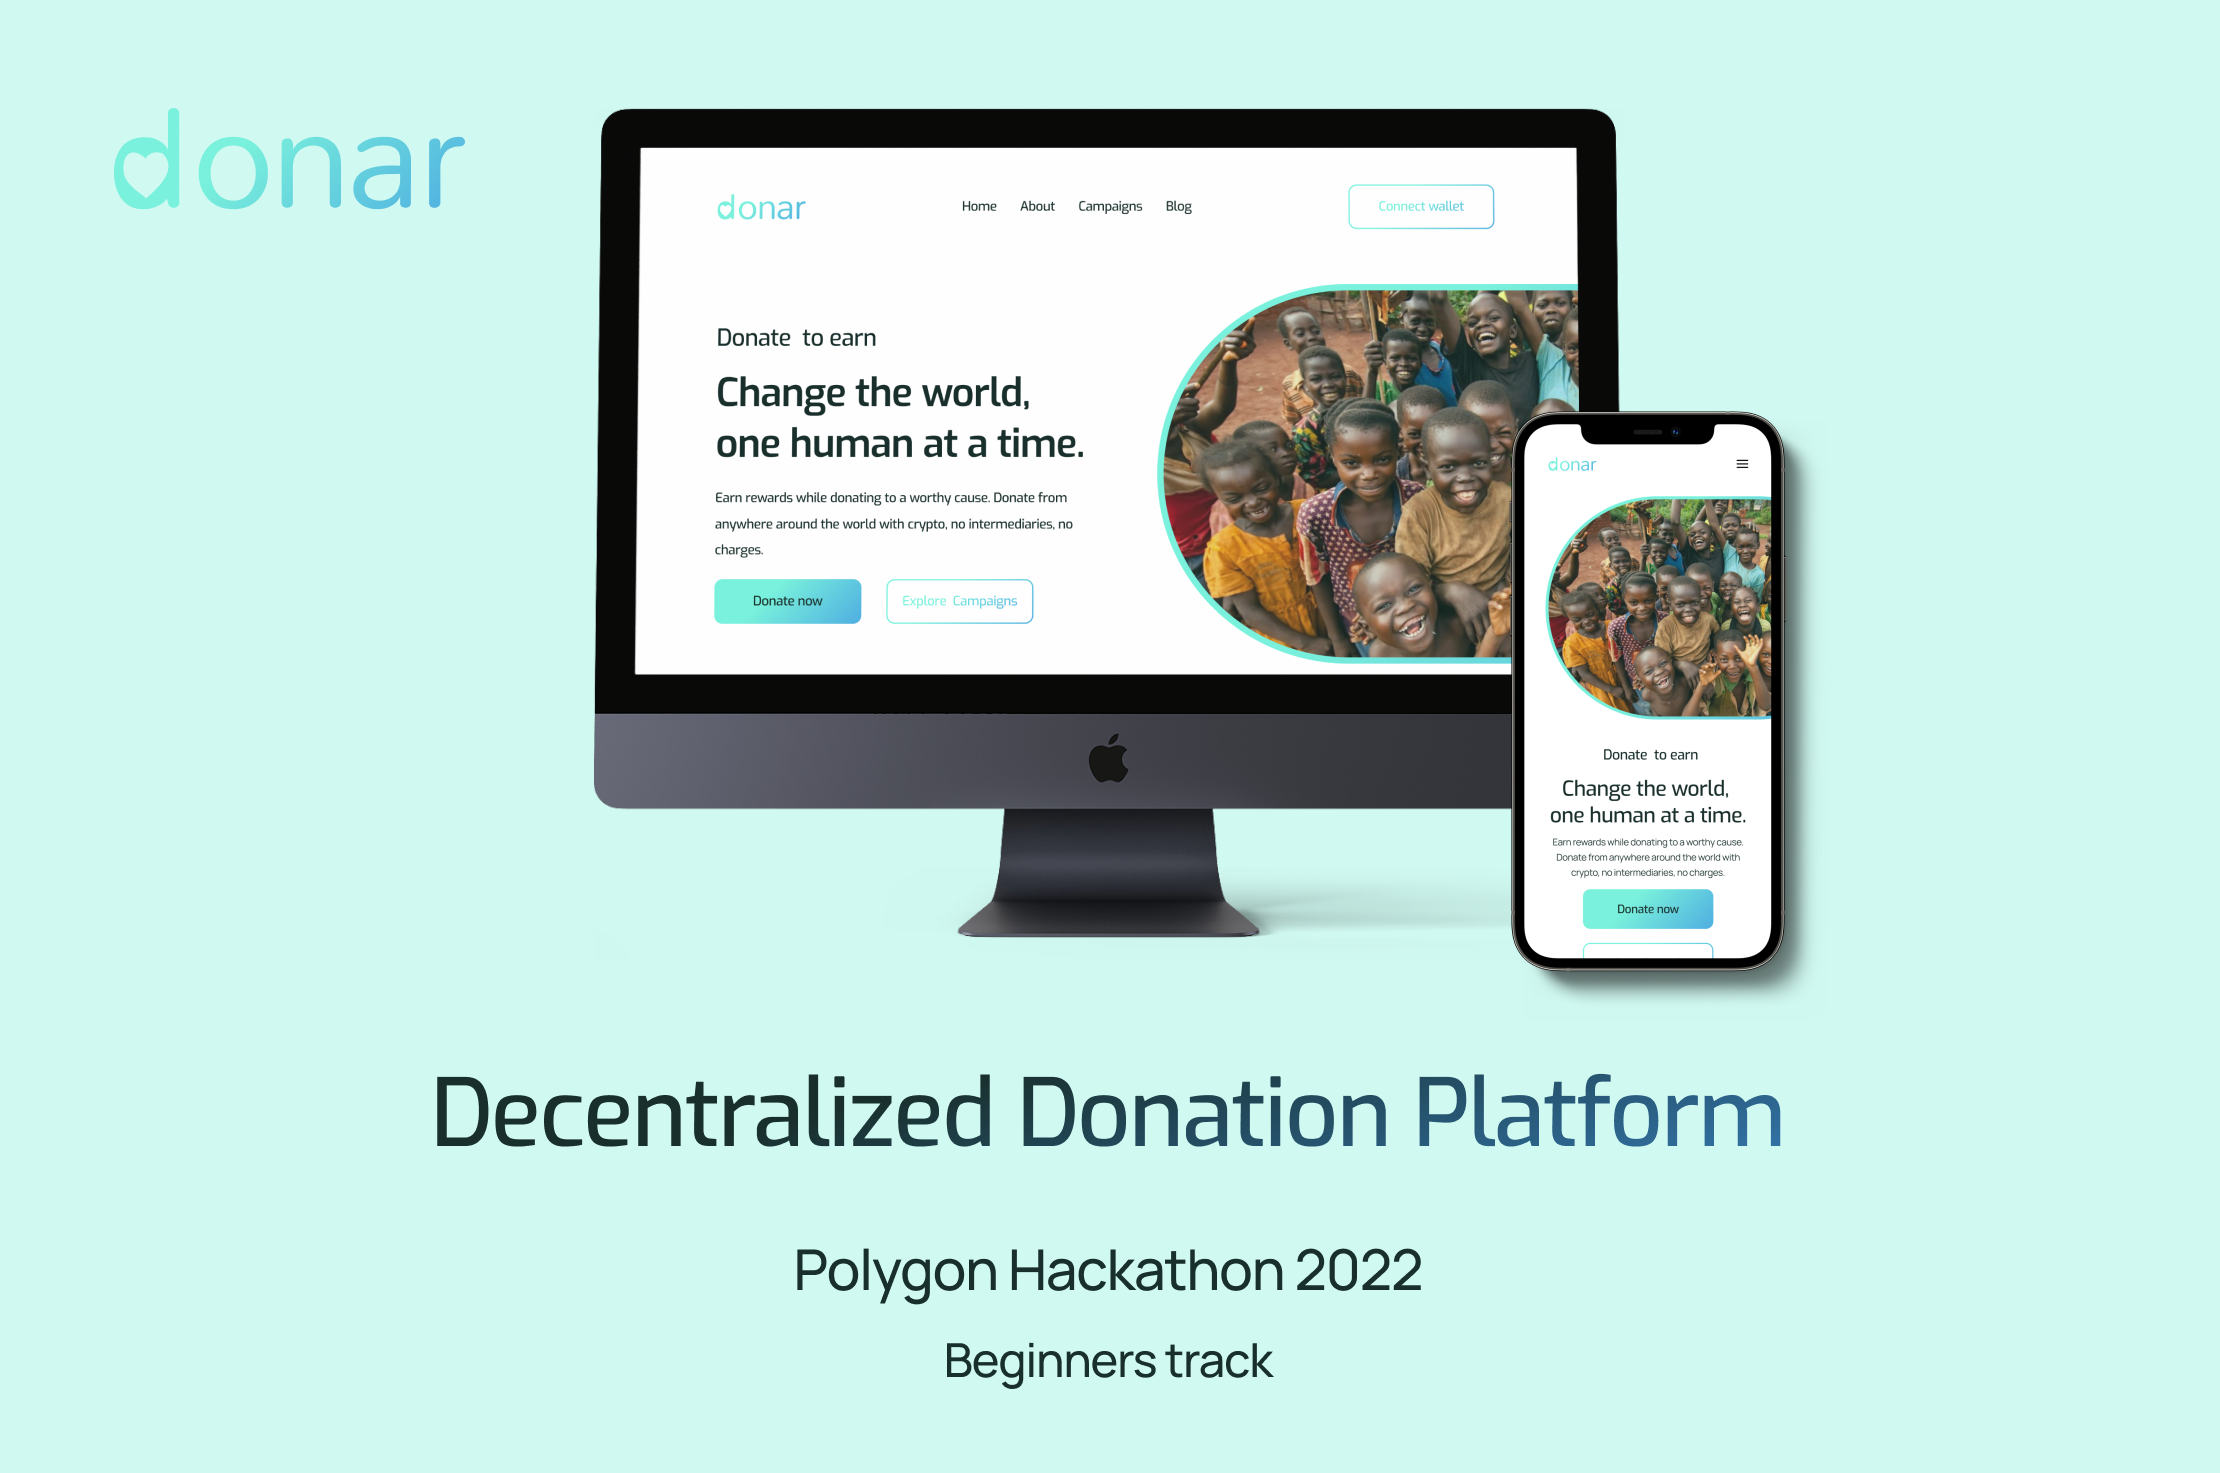 donar
donar
Home About Campaigns Blog
Connect wallet
Donate to earn
Change the world,
one human at a time.
Earn rewards while donating to a worthy cause. Donate from
anywhere around the world with crypto, no intermediaries, no
charges.
Donate now
Explore Campaigns
donar
Donate to earn
Change the world,
one human at a time.
Earn rewards while donating to a worthy cause.
Donate from anywhere around the world with
crypto, no intermediaries, no charges.
Donate now
Decentralized Donation Platform
Polygon Hackathon 2022
Beginners track